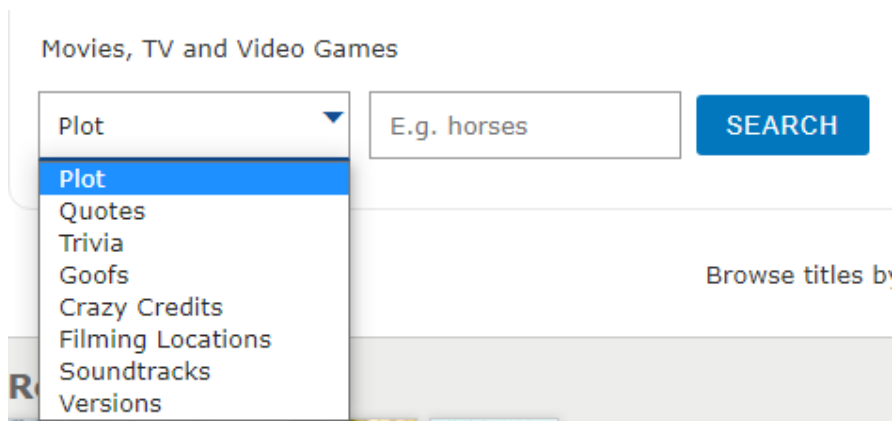 Movies, TV and Video Games
Plot E.g. horses SEARCH
Plot
Quotes
Trivia
Goofs
Crazy Credits
Filming Locations
Soundtracks
Versions
Browse titles by